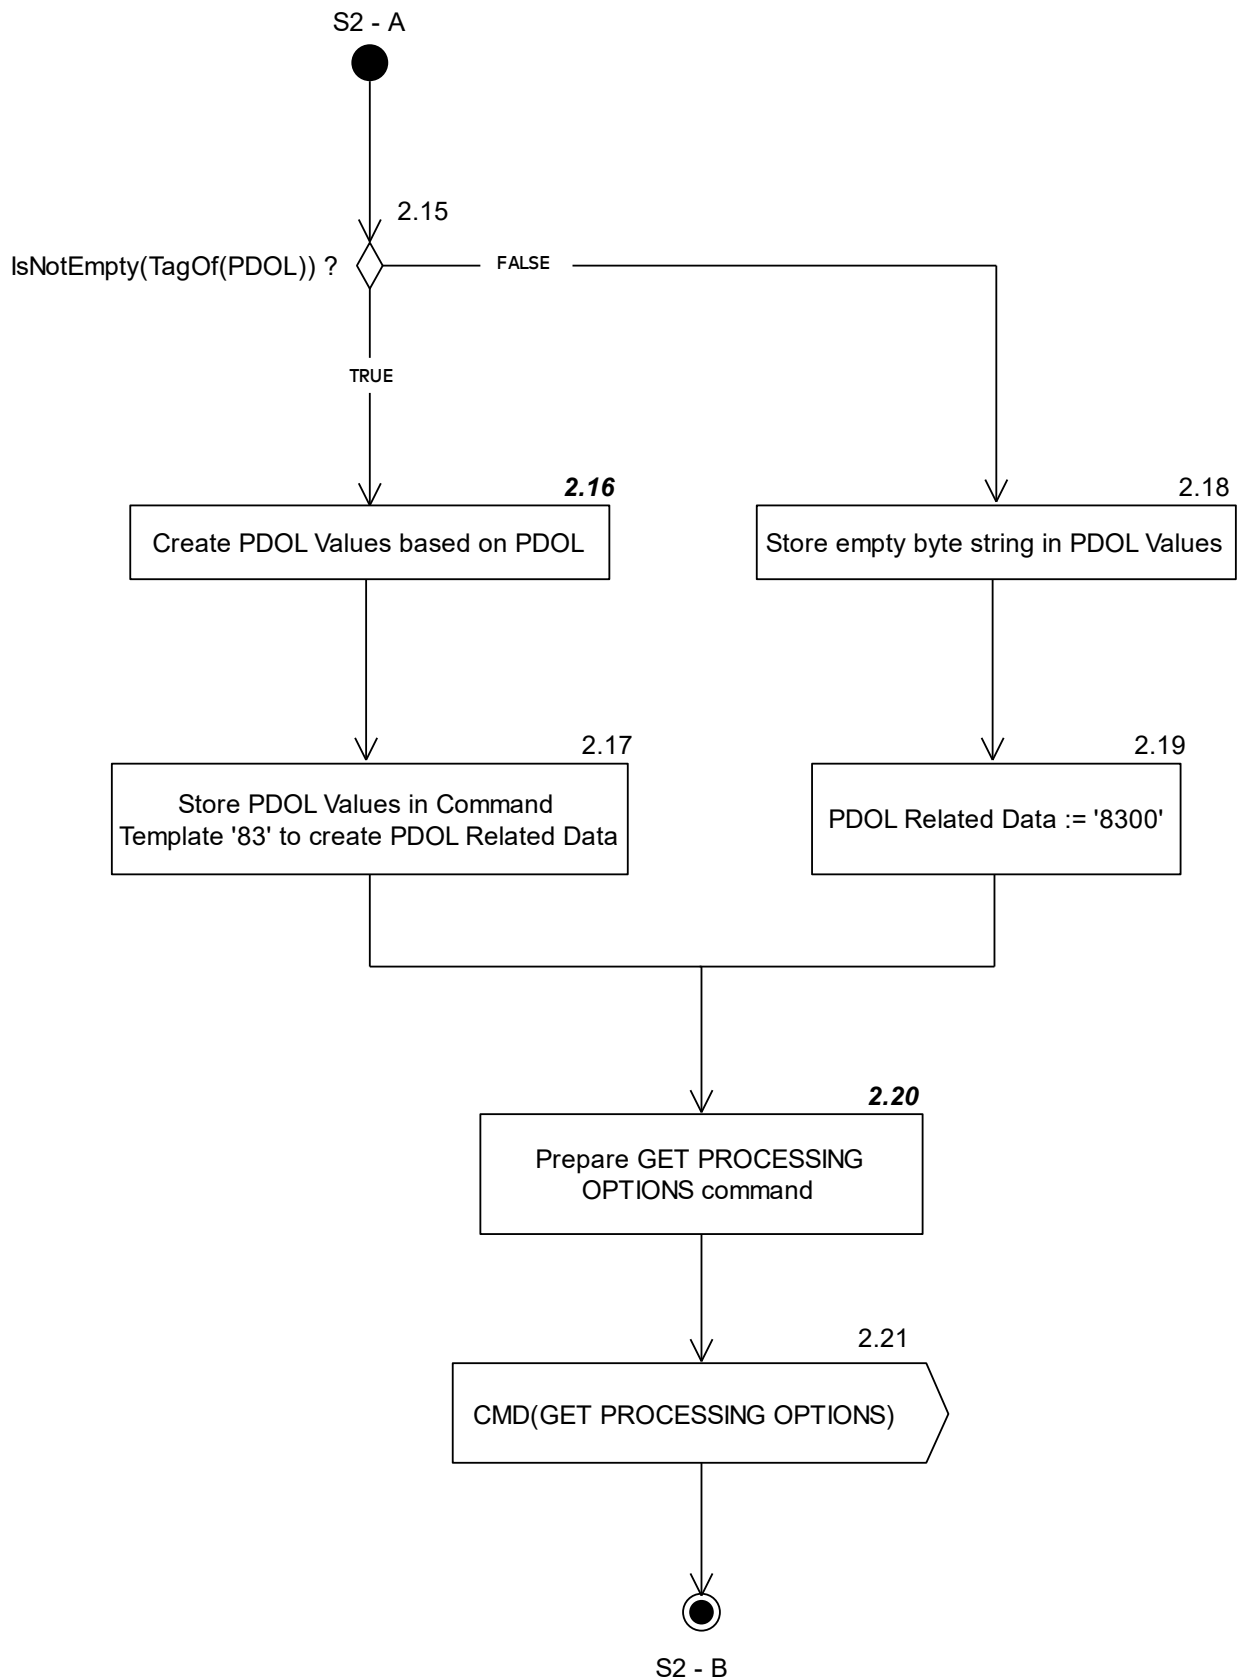 S2 - A
2.15
IsNotEmpty(TagOf(PDOL)) ?
FALSE
TRUE
2.16
2.18
Create PDOL Values based on PDOL
Store empty byte string in PDOL Values
2.17
2.19
Store PDOL Values in Command
Template '83' to create PDOL Related Data
PDOL Related Data := '8300'
2.20
Prepare GET PROCESSING
OPTIONS command
2.21
CMD(GET PROCESSING OPTIONS)
S2 - B